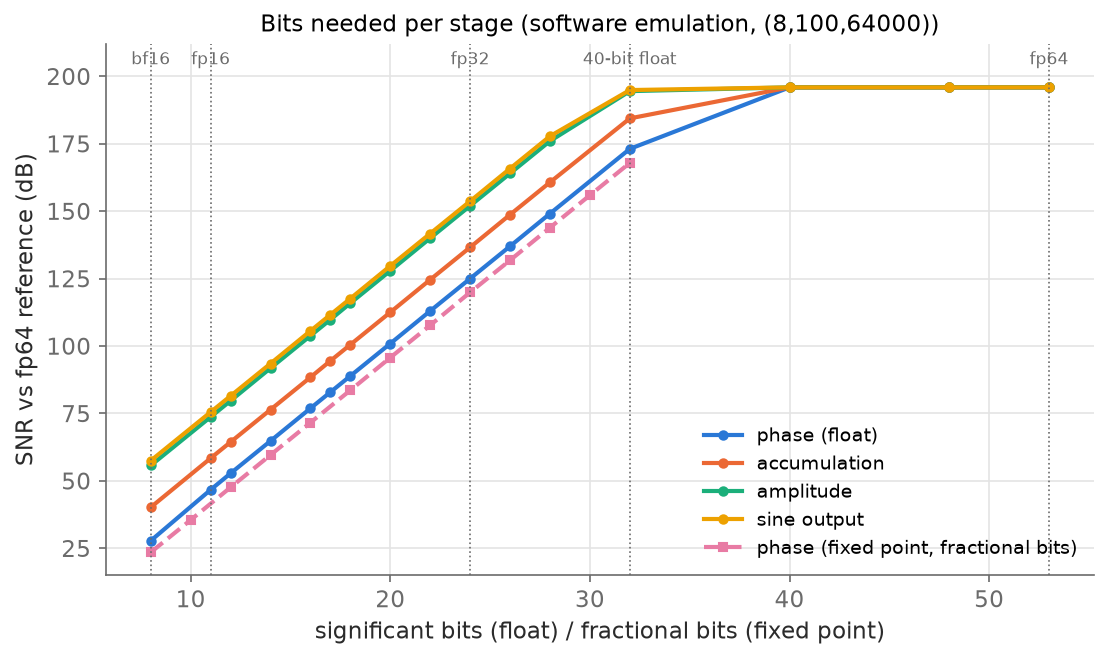 Bits needed per stage (software emulation, (8,100,64000))
bf16
fp16
fp32
40-bit float
fp64
SNR vs fp64 reference (dB)
200
175
150
125
100
75
50
25
phase (float)
accumulation
amplitude
sine output
phase (fixed point, fractional bits)
10
20
30
40
50
significant bits (float) / fractional bits (fixed point)